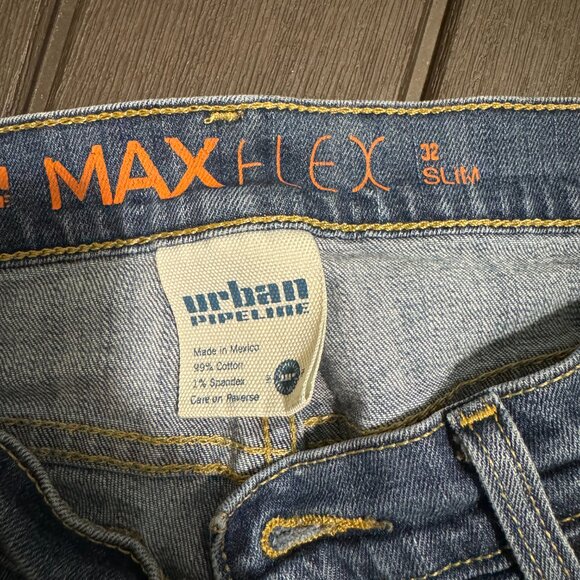 MAXFLEX 32
SLIM
urban
PIPELINE
Made in Mexico
99% Cotton
1% Spandex
Care on Reverse